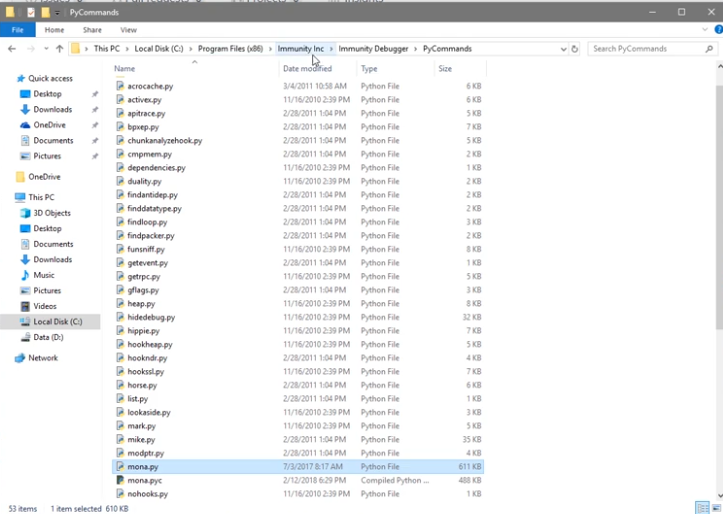 PyCommands
File Home Share View
This PC > Local Disk (C:) > Program Files (x86) > Immunity Inc > Immunity Debugger > PyCommands
Search PyCommands
Quick access
Desktop
Downloads
OneDrive
Documents
Pictures
OneDrive
This PC
3D Objects
Desktop
Documents
Downloads
Music
Pictures
Videos
Local Disk (C:)
Data (D:)
Network
Name Date modified Type Size
acrocache.py 3/4/2011 10:58 AM Python File 6 KB
activex.py 11/16/2010 2:39 PM Python File 6 KB
apitrace.py 2/28/2011 1:04 PM Python File 5 KB
bpxep.py 2/28/2011 1:04 PM Python File 7 KB
chunkanalyzehook.py 2/28/2011 1:04 PM Python File 5 KB
cmpmem.py 2/28/2011 1:04 PM Python File 2 KB
dependencies.py 11/16/2010 2:39 PM Python File 1 KB
duality.py 11/16/2010 2:39 PM Python File 2 KB
findantidep.py 2/28/2011 1:04 PM Python File 2 KB
finddatatype.py 2/28/2011 1:04 PM Python File 2 KB
findloop.py 2/28/2011 1:04 PM Python File 3 KB
findpacker.py 2/28/2011 1:04 PM Python File 2 KB
funsniff.py 11/16/2010 2:39 PM Python File 8 KB
getevent.py 2/28/2011 1:04 PM Python File 1 KB
getrpc.py 11/16/2010 2:39 PM Python File 5 KB
gflags.py 2/28/2011 1:04 PM Python File 3 KB
heap.py 11/16/2010 2:39 PM Python File 8 KB
hidedebug.py 11/16/2010 2:39 PM Python File 32 KB
hippie.py 11/16/2010 2:39 PM Python File 7 KB
hookheap.py 11/16/2010 2:39 PM Python File 5 KB
hookndr.py 2/28/2011 1:04 PM Python File 4 KB
hookssl.py 11/16/2010 2:39 PM Python File 7 KB
horse.py 2/28/2011 1:04 PM Python File 6 KB
list.py 2/28/2011 1:04 PM Python File 1 KB
lookaside.py 11/16/2010 2:39 PM Python File 3 KB
mark.py 11/16/2010 2:39 PM Python File 5 KB
mike.py 2/28/2011 1:04 PM Python File 35 KB
modptr.py 2/28/2011 1:04 PM Python File 4 KB
mona.py 7/3/2017 8:17 AM Python File 611 KB
mona.pyc 2/12/2018 6:29 PM Compiled Python ... 488 KB
nohooks.py 11/16/2010 2:39 PM Python File 1 KB
53 items 1 item selected 610 KB